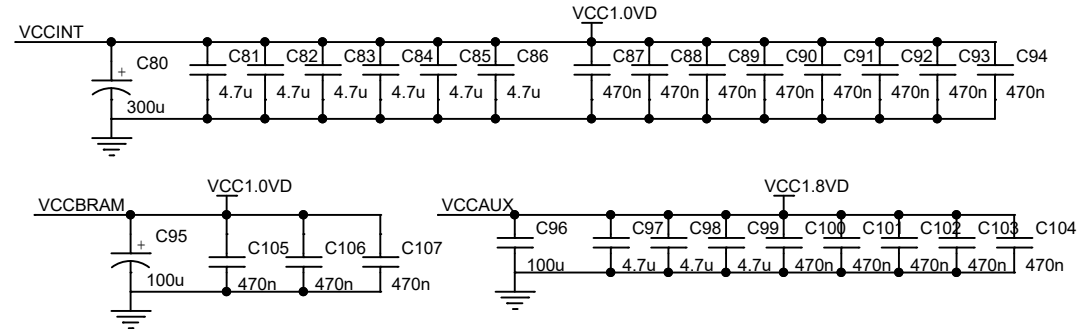 VCC1.0VD
VCCINT
C80 C81 C82 C83 C84 C85 C86 C87 C88 C89 C90 C91 C92 C93 C94
+
300u 4.7u 4.7u 4.7u 4.7u 4.7u 4.7u 470n 470n 470n 470n 470n 470n 470n 470n
VCC1.0VD VCC1.8VD
VCCBRAM VCCAUX
C95 C105 C106 C107 C96 C97 C98 C99 C100 C101 C102 C103 C104
+
100u 470n 470n 470n 100u 4.7u 4.7u 4.7u 470n 470n 470n 470n 470n